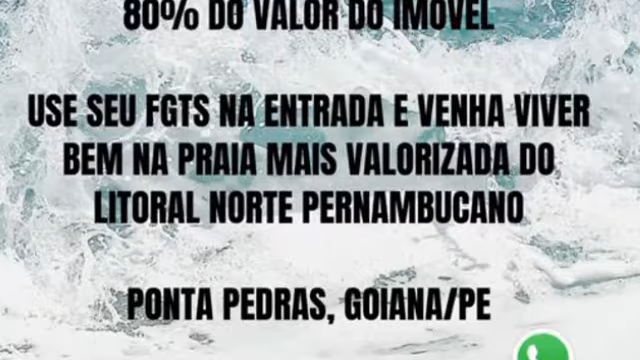 80% DO VALOR DO IMÓVEL
USE SEU FGTS NA ENTRADA E VENHA VIVER
BEM NA PRAIA MAIS VALORIZADA DO
LITORAL NORTE PERNAMBUCANO
PONTA PEDRAS, GOIANA/PE